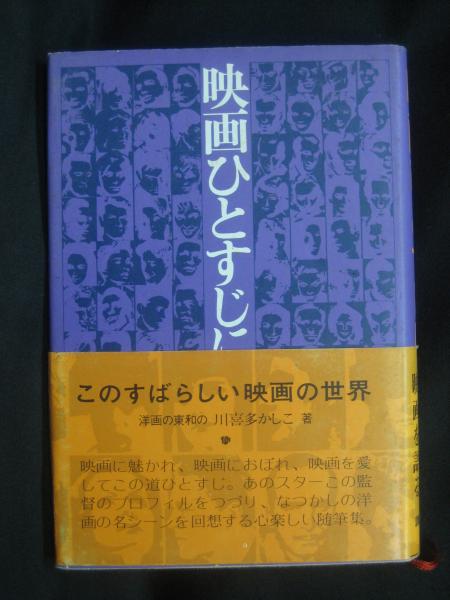 映画ひとすじに
このすばらしい映画の世界
洋画の東和の 川喜多かしこ 著
映画に魅かれ、映画におぼれ、映画を愛
してこの道ひとすじ。あのスターこの監
督のプロフィルをつづり、なつかしの洋
画の名シーンを回想する心楽しい随筆集。